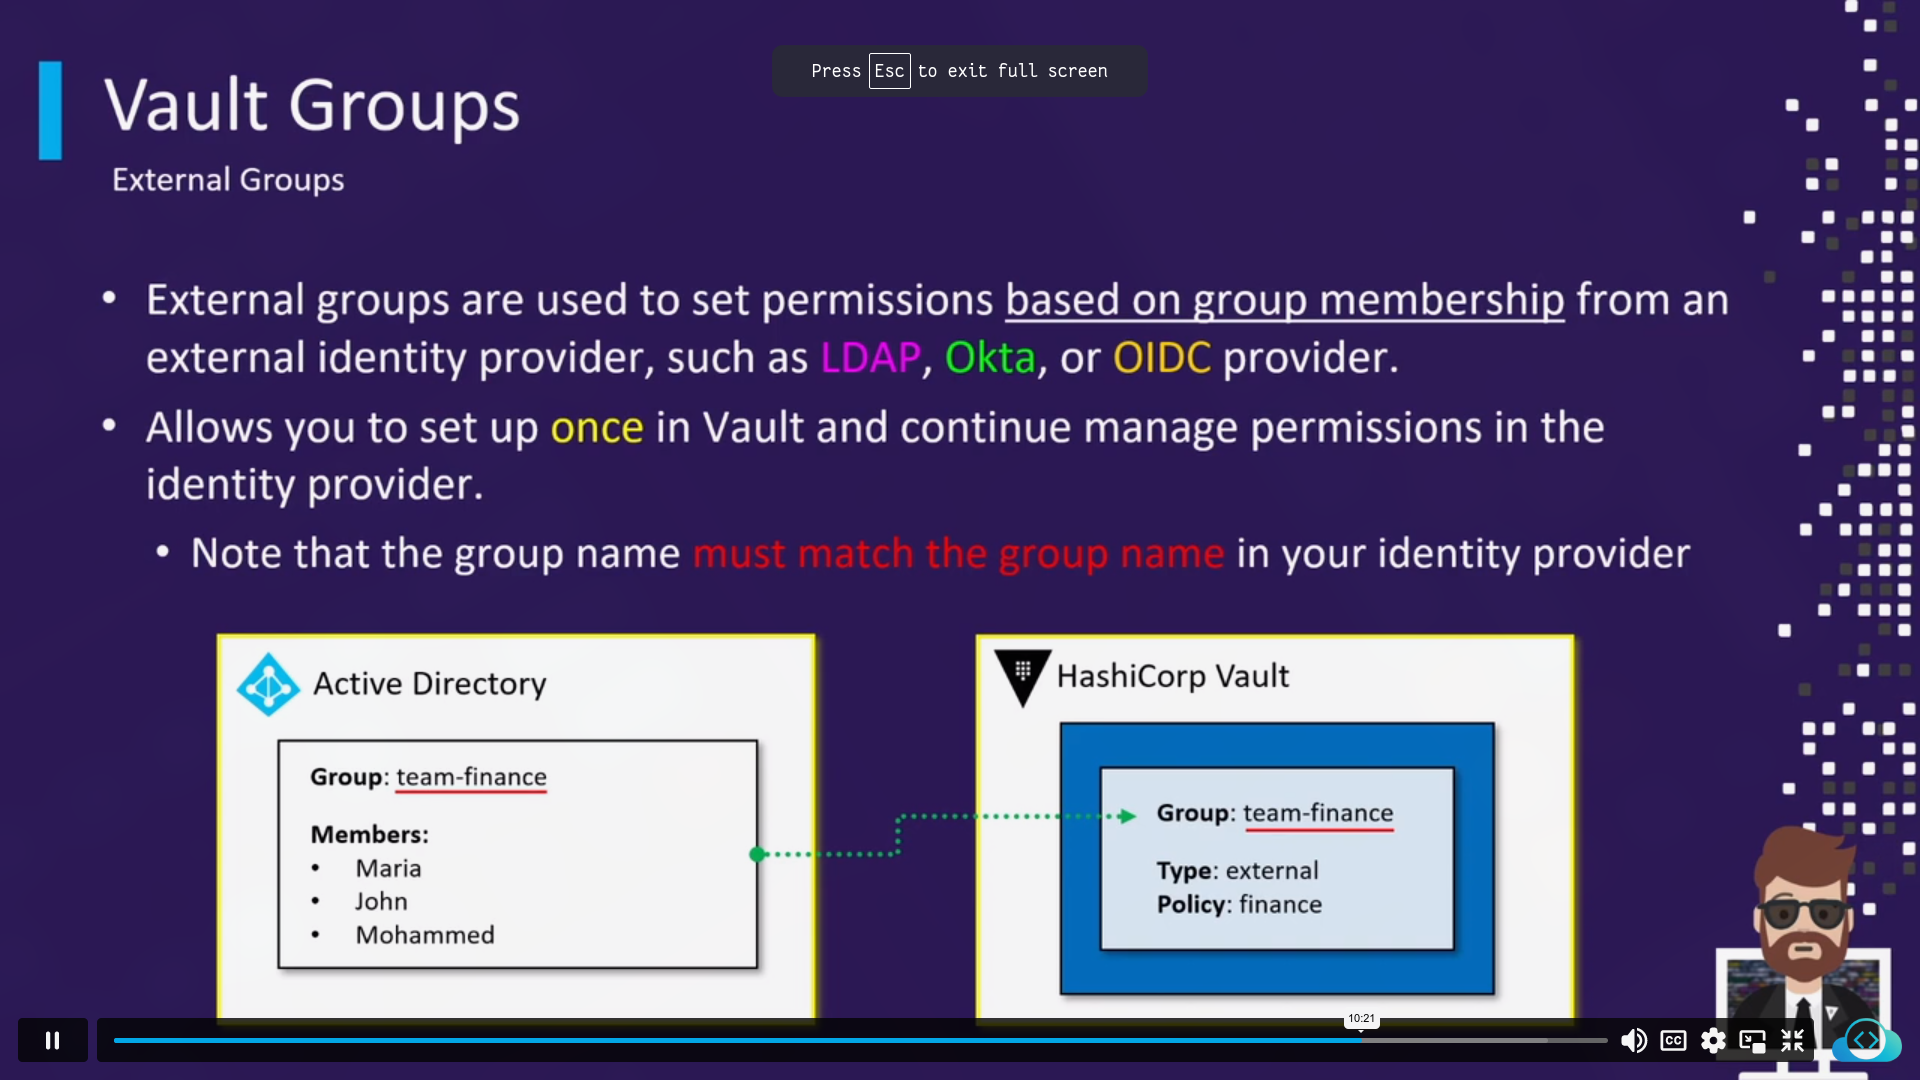 Press Esc to exit full screen
Vault Groups
External Groups
• External groups are used to set permissions based on group membership from an
external identity provider, such as LDAP, Okta, or OIDC provider.
• Allows you to set up once in Vault and continue manage permissions in the
identity provider.
• Note that the group name must match the group name in your identity provider
Active Directory
Group: team-finance
Members:
• Maria
• John
• Mohammed
HashiCorp Vault
Group: team-finance
Type: external
Policy: finance
10:21
CC